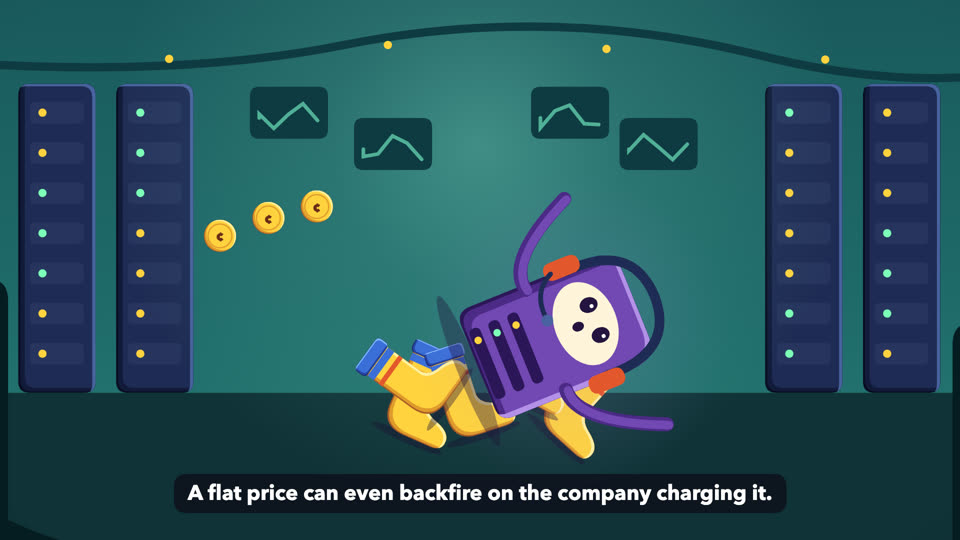 ¢ ¢ ¢
A flat price can even backfire on the company charging it.